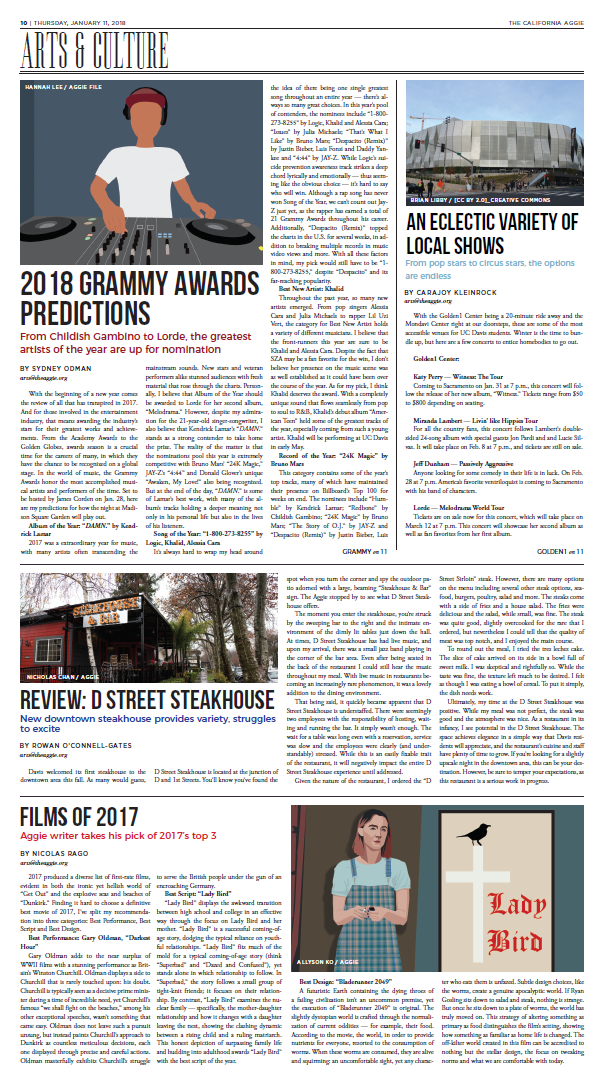 10 | THURSDAY, JANUARY 11, 2018
THE CALIFORNIA AGGIE
ARTS & CULTURE
HANNAH LEE / AGGIE FILE
2018 GRAMMY AWARDS
PREDICTIONS
From Childish Gambino to Lorde, the greatest
artists of the year are up for nomination
BY SYDNEY ODMAN
arts@theaggie.org
With the beginning of a new year comes
the review of all that has transpired in 2017.
And for those involved in the entertainment
industry, that means awarding the industry's
stars for their greatest works and achieve-
ments. From the Academy Awards to the
Golden Globes, awards season is a crucial
time for the careers of many, in which they
have the chance to be recognized on a global
stage. In the world of music, the Grammy
Awards honor the most accomplished musi-
cal artists and performers of the time. Set to
be hosted by James Corden on Jan. 28, here
are my predictions for how the night at Madi-
son Square Garden will play out.
Album of the Year: "DAMN." by Kend-
rick Lamar
2017 was a extraordinary year for music,
with many artists often transcending the
mainstream sounds. New stars and veteran
performers alike stunned audiences with fresh
material that rose through the charts. Person-
ally, I believe that Album of the Year should
be awarded to Lorde for her second album,
"Melodrama." However, despite my admira-
tion for the 21-year-old singer-songwriter, I
also believe that Kendrick Lamar's "DAMN."
stands as a strong contender to take home
the prize. The reality of the matter is that
the nominations pool this year is extremely
competitive with Bruno Mars' "24K Magic,"
JAY-Z's "4:44" and Donald Glover's unique
"Awaken, My Love!" also being recognized.
But at the end of the day, "DAMN." is some
of Lamar's best work, with many of the al-
bum's tracks holding a deeper meaning not
only in his personal life but also in the lives
of his listeners.
Song of the Year: "1-800-273-8255" by
Logic, Khalid, Alessia Cara
It's always hard to wrap my head around
the idea of there being one single greatest
song throughout an entire year — there's al-
ways so many great choices. In this year's pool
of contenders, the nominees include "1-800-
273-8255" by Logic, Khalid and Alessia Cara;
"Issues" by Julia Michaels; "That's What I
Like" by Bruno Mars; "Despacito (Remix)"
by Justin Bieber, Luis Fonsi and Daddy Yan-
kee and "4:44" by JAY-Z. While Logic's sui-
cide prevention awareness track strikes a deep
chord lyrically and emotionally — thus seem-
ing like the obvious choice — it's hard to say
who will win. Although a rap song has never
won Song of the Year, we can't count out Jay-
Z just yet, as the rapper has earned a total of
21 Grammy Awards throughout his career.
Additionally, "Despacito (Remix)" topped
the charts in the U.S. for several weeks, in ad-
dition to breaking multiple records in music
video views and more. With all these factors
in mind, my pick would still have to be "1-
800-273-8255," despite "Despacito" and its
far-reaching popularity.
Best New Artist: Khalid
Throughout the past year, so many new
artists emerged. From pop singers Alessia
Cara and Julia Michaels to rapper Lil Uzi
Vert, the category for Best New Artist holds
a variety of different musicians. I believe that
the front-runners this year are sure to be
Khalid and Alessia Cara. Despite the fact that
SZA may be a fan favorite for the win, I don't
believe her presence on the music scene was
as well established as it could have been over
the course of the year. As for my pick, I think
Khalid deserves the award. With a completely
unique sound that flows seamlessly from pop
to soul to R&B, Khalid's debut album "Amer-
ican Teen" held some of the greatest tracks of
the year, especially coming from such a young
artist. Khalid will be performing at UC Davis
in early May.
Record of the Year: "24K Magic" by
Bruno Mars
This category contains some of the year's
top tracks, many of which have maintained
their presence on Billboard's Top 100 for
weeks on end. The nominees include "Hum-
ble" by Kendrick Lamar; "Redbone" by
Childish Gambino; "24K Magic" by Bruno
Mars; "The Story of O.J." by JAY-Z and
"Despacito (Remix)" by Justin Bieber, Luis
GRAMMY on 11
BRIAN LIBBY / [CC BY 2.0]_CREATIVE COMMONS
AN ECLECTIC VARIETY OF
LOCAL SHOWS
From pop stars to circus stars, the options
are endless
BY CARAJOY KLEINROCK
arts@theaggie.org
With the Golden1 Center being a 20-minute ride away and the
Mondavi Center right at our doorsteps, these are some of the most
accessible venues for UC Davis students. Winter is the time to bun-
dle up, but here are a few concerts to entice homebodies to go out.
Golden1 Center:
Katy Perry — Witness: The Tour
Coming to Sacramento on Jan. 31 at 7 p.m., this concert will fol-
low the release of her new album, "Witness." Tickets range from $50
to $800 depending on seating.
Miranda Lambert — Livin' like Hippies Tour
For all the country fans, this concert follows Lambert's double-
sided 24-song album with special guests Jon Pardi and Lucie Sil-
vas. It will take place on Feb. 8 at 7 p.m., and tickets are still on sale.
Jeff Dunham — Passively Aggressive
Anyone looking for some comedy in their life is in luck. On Feb.
28 at 7 p.m. America's favorite ventriloquist is coming to Sacramento
with his band of characters.
Lorde — Melodrama World Tour
Tickets are on sale now for this concert, which will take place on
March 12 at 7 p.m. This concert will showcase her second album as
well as fan favorites from her first album.
GOLDEN1 on 11
NICHOLAS CHAN / AGGIE
REVIEW: D STREET STEAKHOUSE
New downtown steakhouse provides variety, struggles
to excite
BY ROWAN O'CONNELL-GATES
arts@theaggie.org
Davis welcomed its first steakhouse to the
downtown area this fall. As many would guess,
D Street Steakhouse is located at the junction of
D and 1st Streets. You'll know you've found the
spot when you turn the corner and spy the outdoor pa-
tio adorned with a large, beaming "Steakhouse & Bar"
sign. The Aggie stopped by to see what D Street Steak-
house offers.
The moment you enter the steakhouse, you're struck
by the sweeping bar to the right and the intimate en-
vironment of the dimly lit tables just down the hall.
At times, D Street Steakhouse has had live music, and
upon my arrival, there was a small jazz band playing in
the corner of the bar area. Even after being seated in
the back of the restaurant I could still hear the music
throughout my meal. With live music in restaurants be-
coming an increasingly rare phenomenon, it was a lovely
addition to the dining environment.
That being said, it quickly became apparent that D
Street Steakhouse is understaffed. There were seemingly
two employees with the responsibility of hosting, wait-
ing and running the bar. It simply wasn't enough. The
wait for a table was long even with a reservation, service
was slow and the employees were clearly (and under-
standably) stressed. While this is an easily fixable trait
of the restaurant, it will negatively impact the entire D
Street Steakhouse experience until addressed.
Given the nature of the restaurant, I ordered the "D
Street Sirloin" steak. However, there are many options
on the menu including several other steak options, sea-
food, burgers, poultry, salad and more. The steaks come
with a side of fries and a house salad. The fries were
delicious and the salad, while small, was fine. The steak
was quite good, slightly overcooked for the rare that I
ordered, but nevertheless I could tell that the quality of
meat was top notch, and I enjoyed the main course.
To round out the meal, I tried the tres leches cake.
The slice of cake arrived on its side in a bowl full of
sweet milk. I was skeptical and rightfully so. While the
taste was fine, the texture left much to be desired. I felt
as though I was eating a bowl of cereal. To put it simply,
the dish needs work.
Ultimately, my time at the D Street Steakhouse was
positive. While my meal was not perfect, the steak was
good and the atmosphere was nice. As a restaurant in its
infancy, I see potential in the D Street Steakhouse. The
space achieves elegance in a simple way that Davis resi-
dents will appreciate, and the restaurant's cuisine and staff
have plenty of time to grow. If you're looking for a slightly
upscale night in the downtown area, this can be your des-
tination. However, be sure to temper your expectations, as
this restaurant is a serious work in progress.
FILMS OF 2017
Aggie writer takes his pick of 2017's top 3
BY NICOLAS RAGO
arts@theaggie.org
2017 produced a diverse list of first-rate films,
evident in both the ironic yet hellish world of
"Get Out" and the explosive seas and beaches of
"Dunkirk." Finding it hard to choose a definitive
best movie of 2017, I've split my recommenda-
tion into three categories: Best Performance, Best
Script and Best Design.
Best Performance: Gary Oldman, "Darkest
Hour"
Gary Oldman adds to the near surplus of
WWII films with a stunning performance as Brit-
ain's Winston Churchill. Oldman displays a side to
Churchill that is rarely touched upon: his doubt.
Churchill is typically seen as a decisive prime minis-
ter during a time of incredible need, yet Churchill's
famous "we shall fight on the beaches," among his
other exceptional speeches, wasn't something that
came easy. Oldman does not leave such a pursuit
unsung, but instead paints Churchill's approach to
Dunkirk as countless meticulous decisions, each
one displayed through precise and careful actions.
Oldman masterfully exhibits Churchill's struggle
to serve the British people under the gun of an
encroaching Germany.
Best Script: "Lady Bird"
"Lady Bird" displays the awkward transition
between high school and college in an effective
way through the focus on Lady Bird and her
mother. "Lady Bird" is a successful coming-of-
age story, dodging the typical reliance on youth-
ful relationships. "Lady Bird" fits much of the
mold for a typical coming-of-age story (think
"Superbad" and "Dazed and Confused"), yet
stands alone in which relationship to follow. In
"Superbad," the story follows a small group of
tight-knit friends; it focuses on their relation-
ship. By contrast, "Lady Bird" examines the nu-
clear family — specifically, the mother-daughter
relationship and how it changes with a daughter
leaving the nest, showing the clashing dynamic
between a rising child and a ruling matriarch.
This honest depiction of surpassing family life
and budding into adulthood awards "Lady Bird"
with the best script of the year.
ALLYSON KO / AGGIE
Lady
Bird
Best Design: "Bladerunner 2049"
A futuristic Earth containing the dying throes of
a failing civilization isn't an uncommon premise, yet
the execution of "Bladerunner 2049" is original. The
slightly dystopian world is crafted through the normali-
zation of current oddities — for example, their food.
According to the movie, the world, in order to provide
nutrients for everyone, resorted to the consumption of
worms. When these worms are consumed, they are alive
and squirming: an uncomfortable sight, yet any charac-
ter who eats them is unfazed. Subtle design choices, like
the worms, create a genuine apocalyptic world. If Ryan
Gosling sits down to salad and steak, nothing is strange.
But once he sits down to a plate of worms, the world has
truly moved on. This strategy of altering something as
primary as food distinguishes the film's setting, showing
how something as familiar as home life is changed. The
off-kilter world created in this film can be accredited to
nothing but the stellar design, the focus on tweaking
norms and what we are comfortable with today.